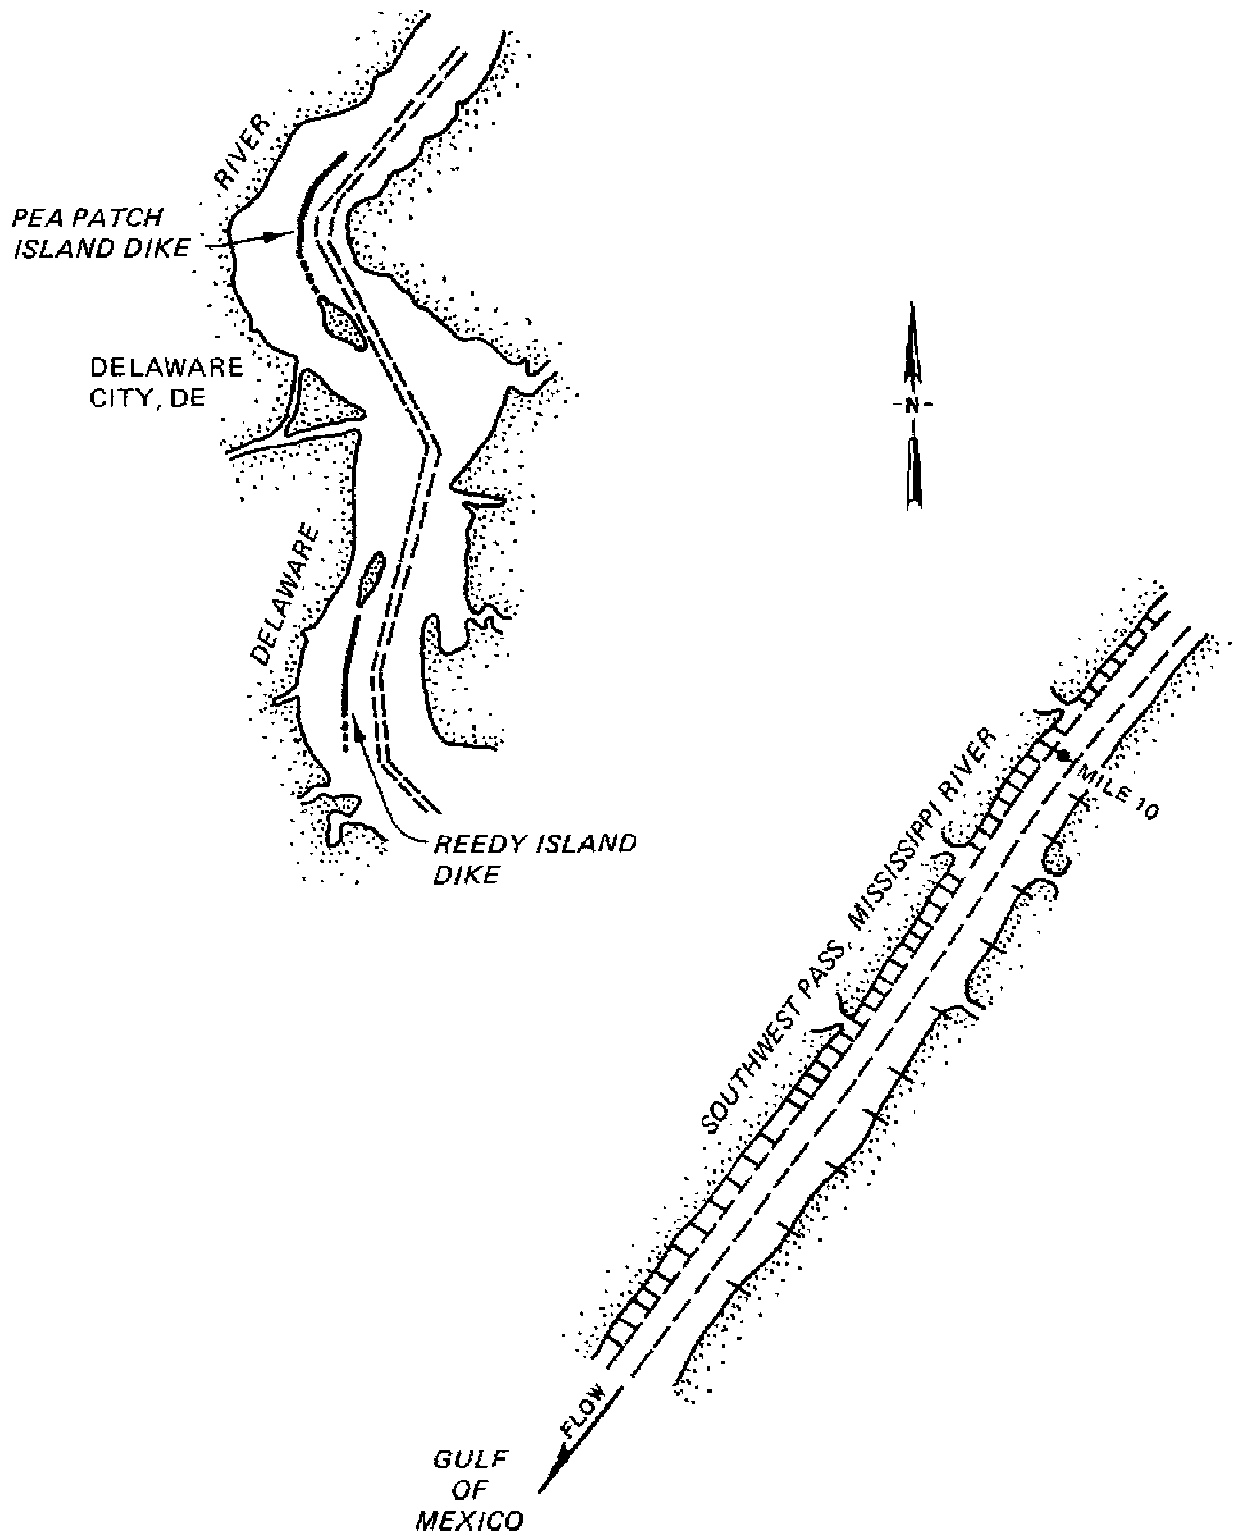 RIVER
PEA PATCH
ISLAND DIKE
DELAWARE
CITY, DE
-N-
DELAWARE
REEDY ISLAND
DIKE
MILE 10
SOUTHWEST PASS, MISSISSIPPI RIVER
FLOW
GULF
OF
MEXICO